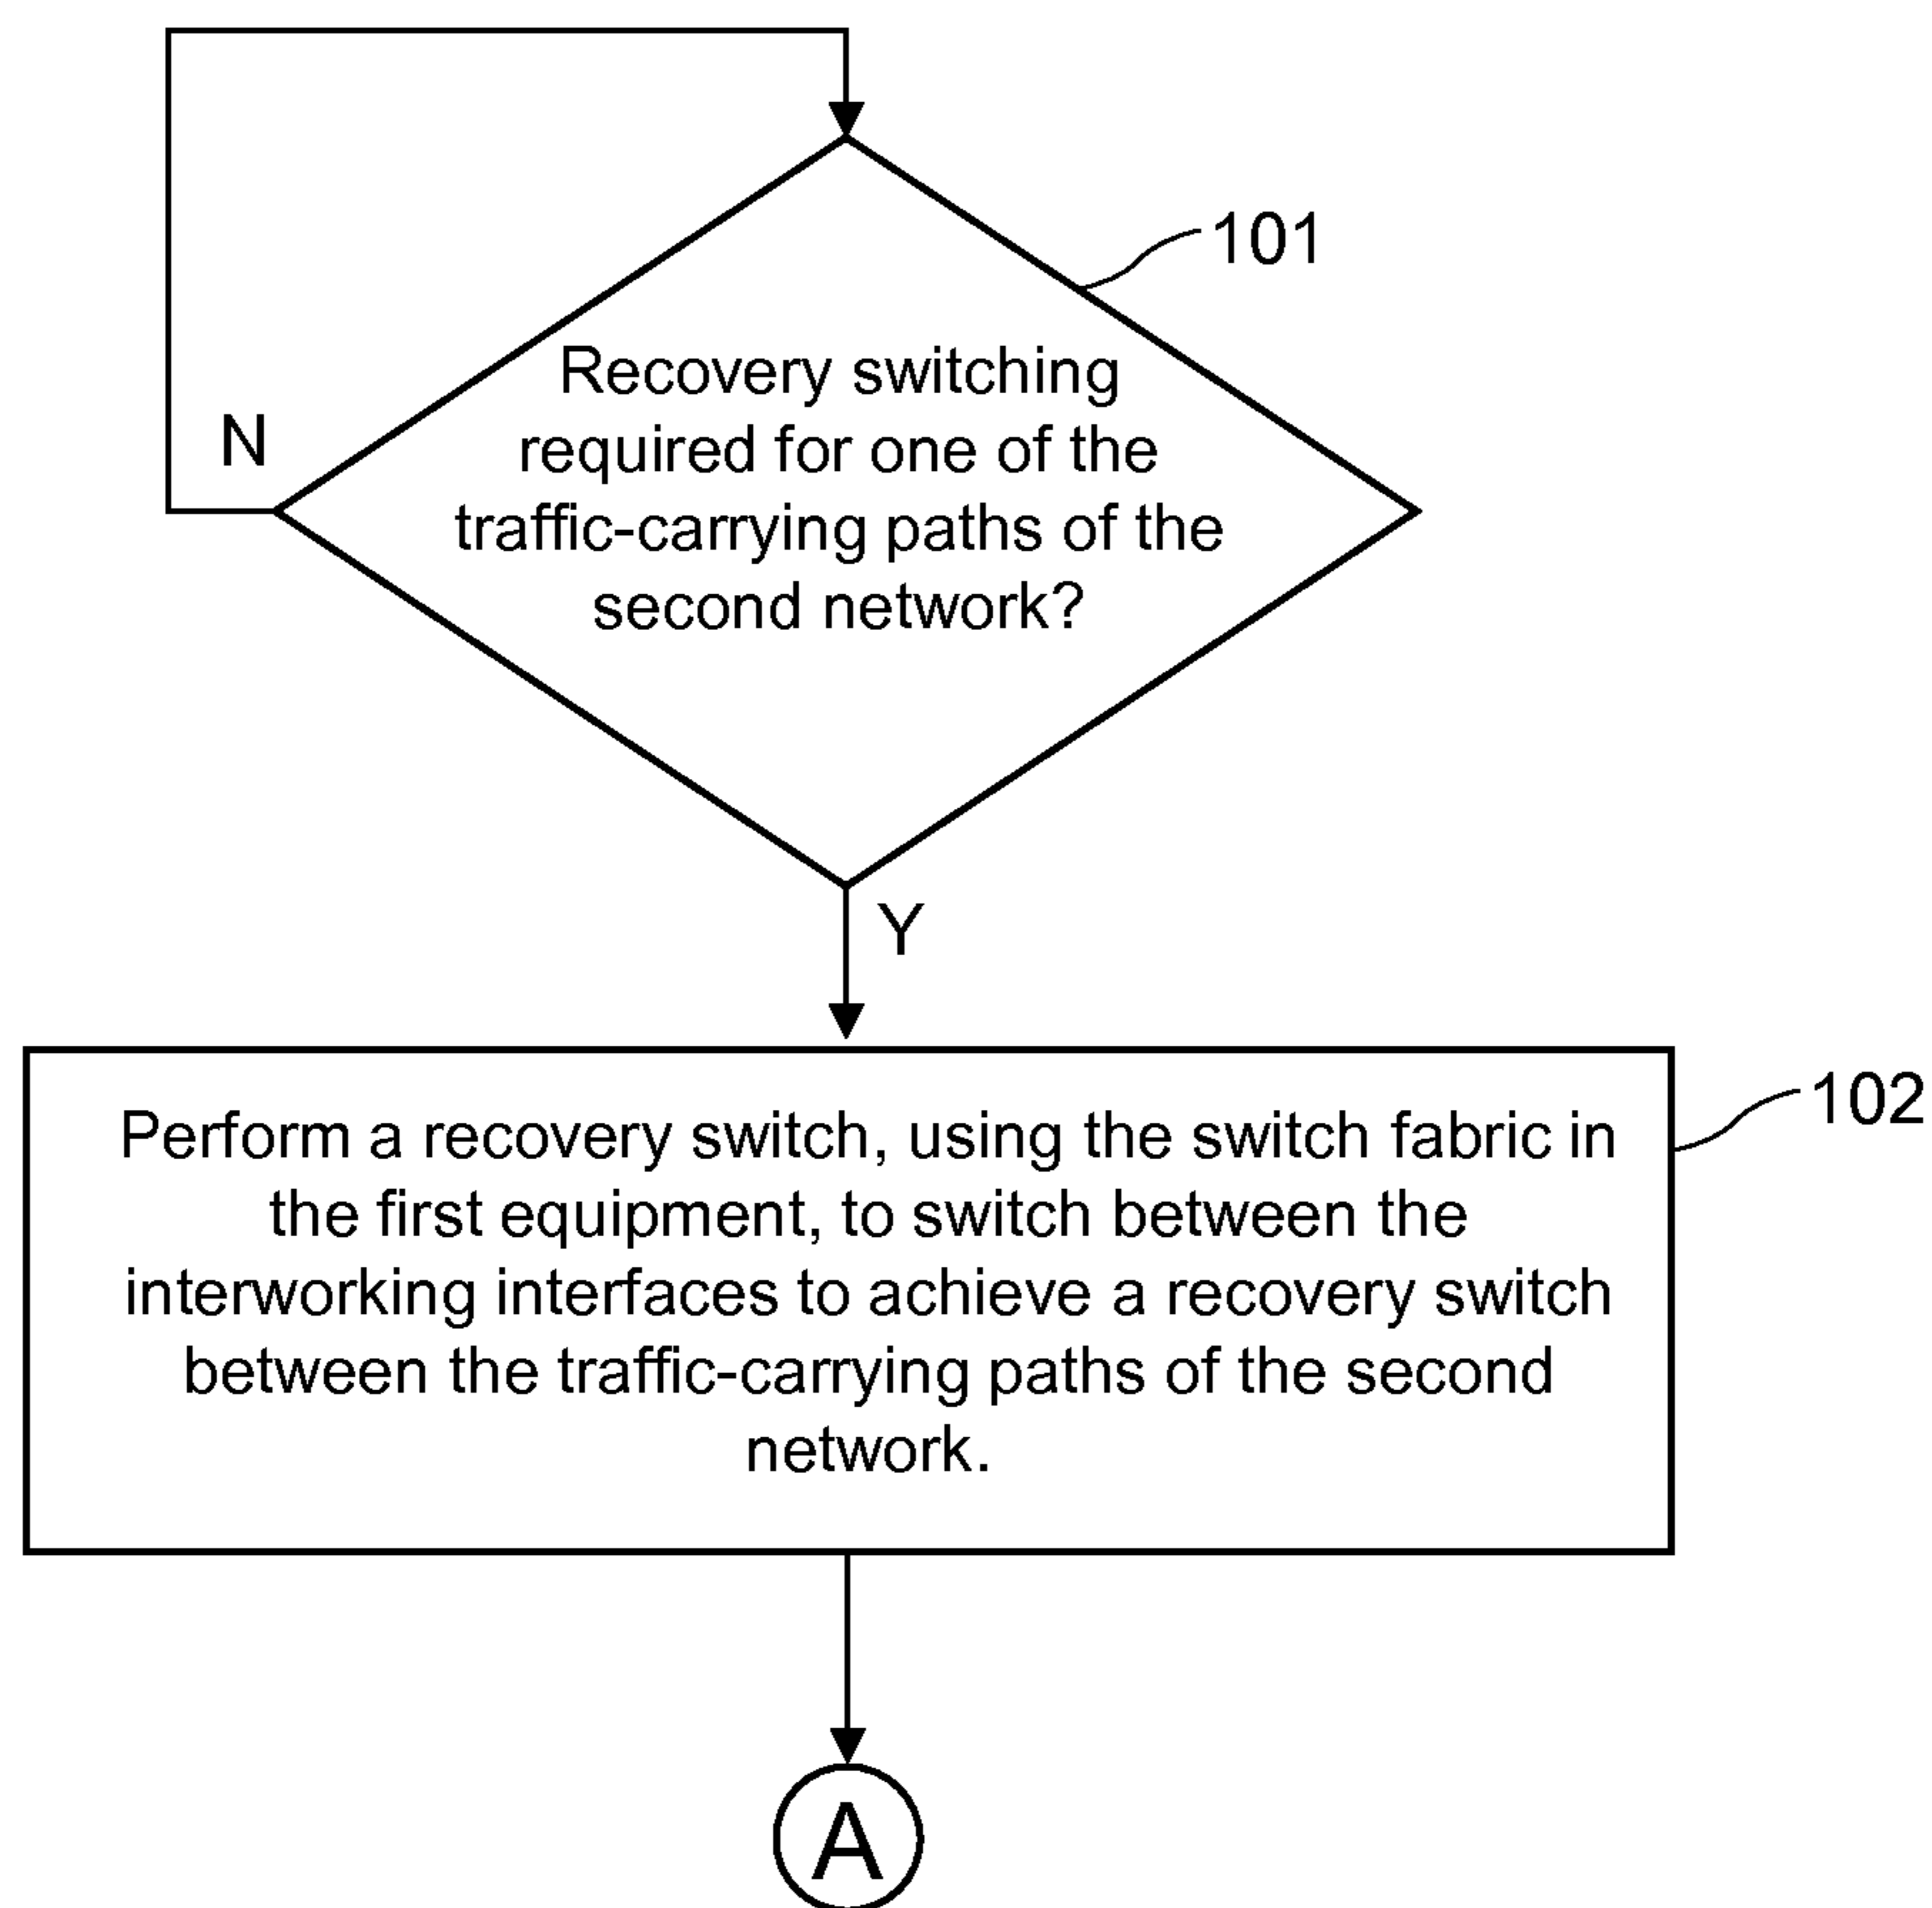 101
Recovery switching
required for one of the
traffic-carrying paths of the
second network?
N
Y
102
Perform a recovery switch, using the switch fabric in
the first equipment, to switch between the
interworking interfaces to achieve a recovery switch
between the traffic-carrying paths of the second
network.
A